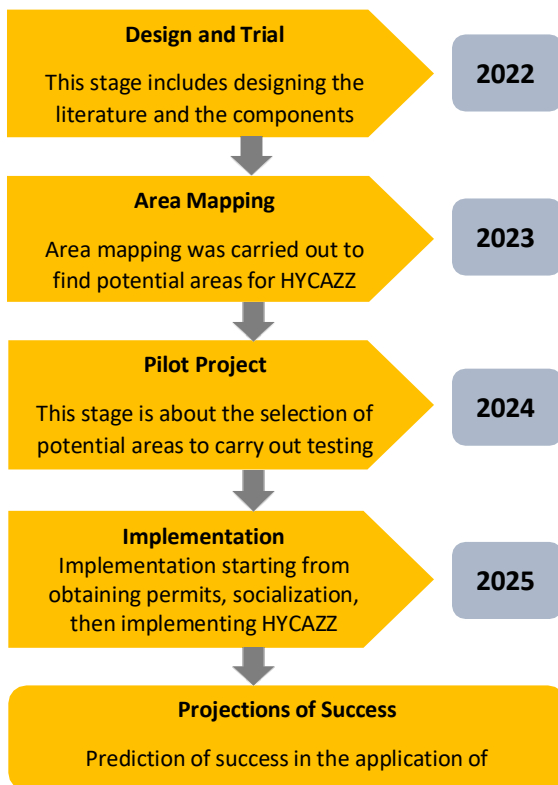 Design and Trial
This stage includes designing the
literature and the components
2022
Area Mapping
Area mapping was carried out to
find potential areas for HYCAZZ
2023
Pilot Project
This stage is about the selection of
potential areas to carry out testing
2024
Implementation
Implementation starting from
obtaining permits, socialization,
then implementing HYCAZZ
2025
Projections of Success
Prediction of success in the application of